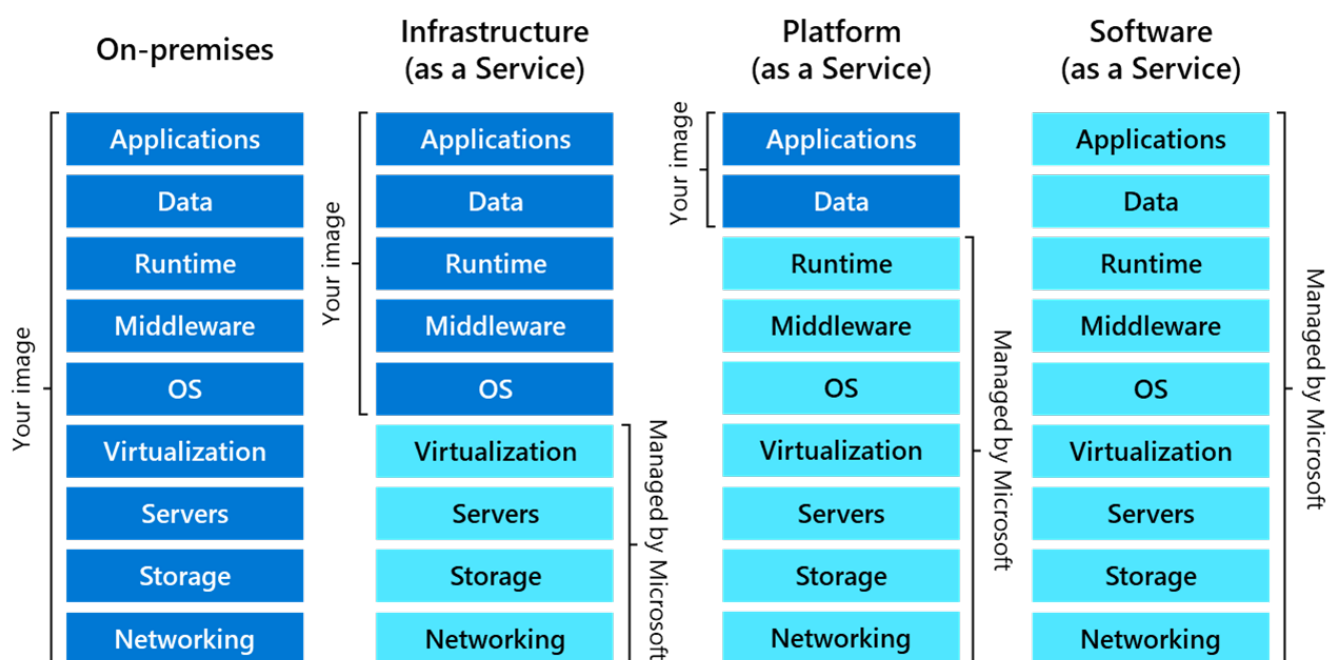 On-premises
Your image
Applications
Data
Runtime
Middleware
OS
Virtualization
Servers
Storage
Networking
Infrastructure
(as a Service)
Your image
Applications
Data
Runtime
Middleware
OS
Virtualization
Servers
Storage
Networking
Managed by Microsoft
Platform
(as a Service)
Your image
Applications
Data
Runtime
Middleware
OS
Virtualization
Servers
Storage
Networking
Managed by Microsoft
Software
(as a Service)
Applications
Data
Runtime
Middleware
OS
Virtualization
Servers
Storage
Networking
Managed by Microsoft